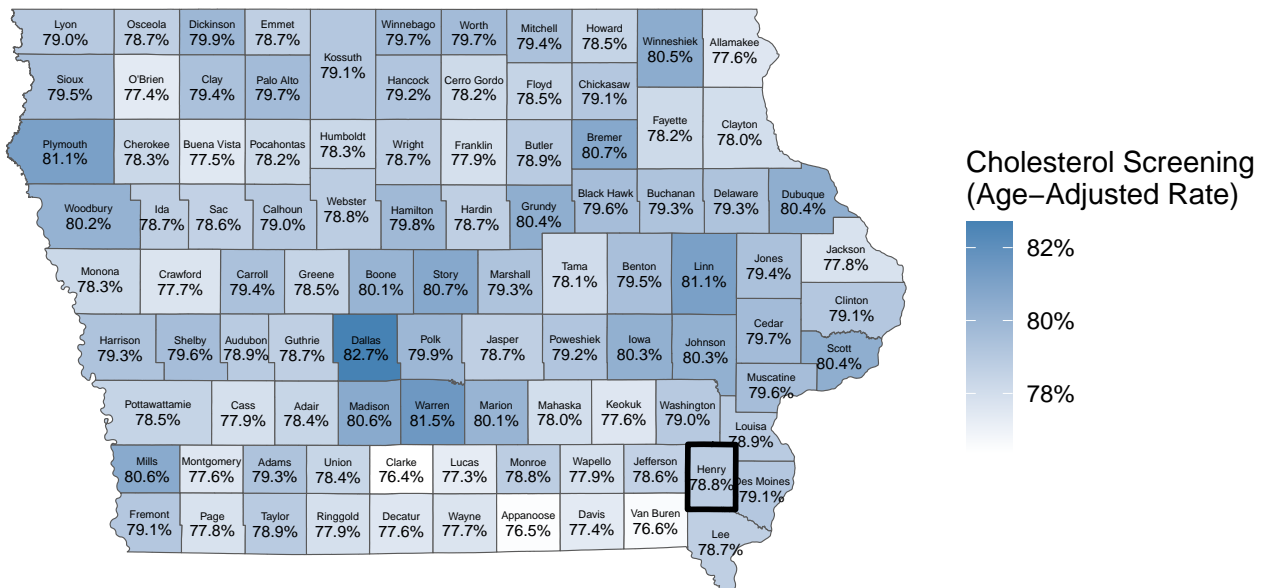 Lyon
79.0%
Osceola
78.7%
Dickinson
79.9%
Emmet
78.7%
Kossuth
79.1%
Winnebago
79.7%
Worth
79.7%
Mitchell
79.4%
Howard
78.5%
Winneshiek
80.5%
Allamakee
77.6%
Sioux
79.5%
O'Brien
77.4%
Clay
79.4%
Palo Alto
79.7%
Hancock
79.2%
Cerro Gordo
78.2%
Floyd
78.5%
Chickasaw
79.1%
Fayette
78.2%
Clayton
78.0%
Plymouth
81.1%
Cherokee
78.3%
Buena Vista
77.5%
Pocahontas
78.2%
Humboldt
78.3%
Wright
78.7%
Franklin
77.9%
Butler
78.9%
Bremer
80.7%
Woodbury
80.2%
Ida
78.7%
Sac
78.6%
Calhoun
79.0%
Webster
78.8%
Hamilton
79.8%
Hardin
78.7%
Grundy
80.4%
Black Hawk
79.6%
Buchanan
79.3%
Delaware
79.3%
Dubuque
80.4%
Monona
78.3%
Crawford
77.7%
Carroll
79.4%
Greene
78.5%
Boone
80.1%
Story
80.7%
Marshall
79.3%
Tama
78.1%
Benton
79.5%
Linn
81.1%
Jones
79.4%
Jackson
77.8%
Clinton
79.1%
Harrison
79.3%
Shelby
79.6%
Audubon
78.9%
Guthrie
78.7%
Dallas
82.7%
Polk
79.9%
Jasper
78.7%
Poweshiek
79.2%
Iowa
80.3%
Johnson
80.3%
Cedar
79.7%
Scott
80.4%
Muscatine
79.6%
Pottawattamie
78.5%
Cass
77.9%
Adair
78.4%
Madison
80.6%
Warren
81.5%
Marion
80.1%
Mahaska
78.0%
Keokuk
77.6%
Washington
79.0%
Louisa
78.9%
Mills
80.6%
Montgomery
77.6%
Adams
79.3%
Union
78.4%
Clarke
76.4%
Lucas
77.3%
Monroe
78.8%
Wapello
77.9%
Jefferson
78.6%
Henry
78.8%
Des Moines
79.1%
Fremont
79.1%
Page
77.8%
Taylor
78.9%
Ringgold
77.9%
Decatur
77.6%
Wayne
77.7%
Appanoose
76.5%
Davis
77.4%
Van Buren
76.6%
Lee
78.7%
Cholesterol Screening
(Age−Adjusted Rate)
82%
80%
78%